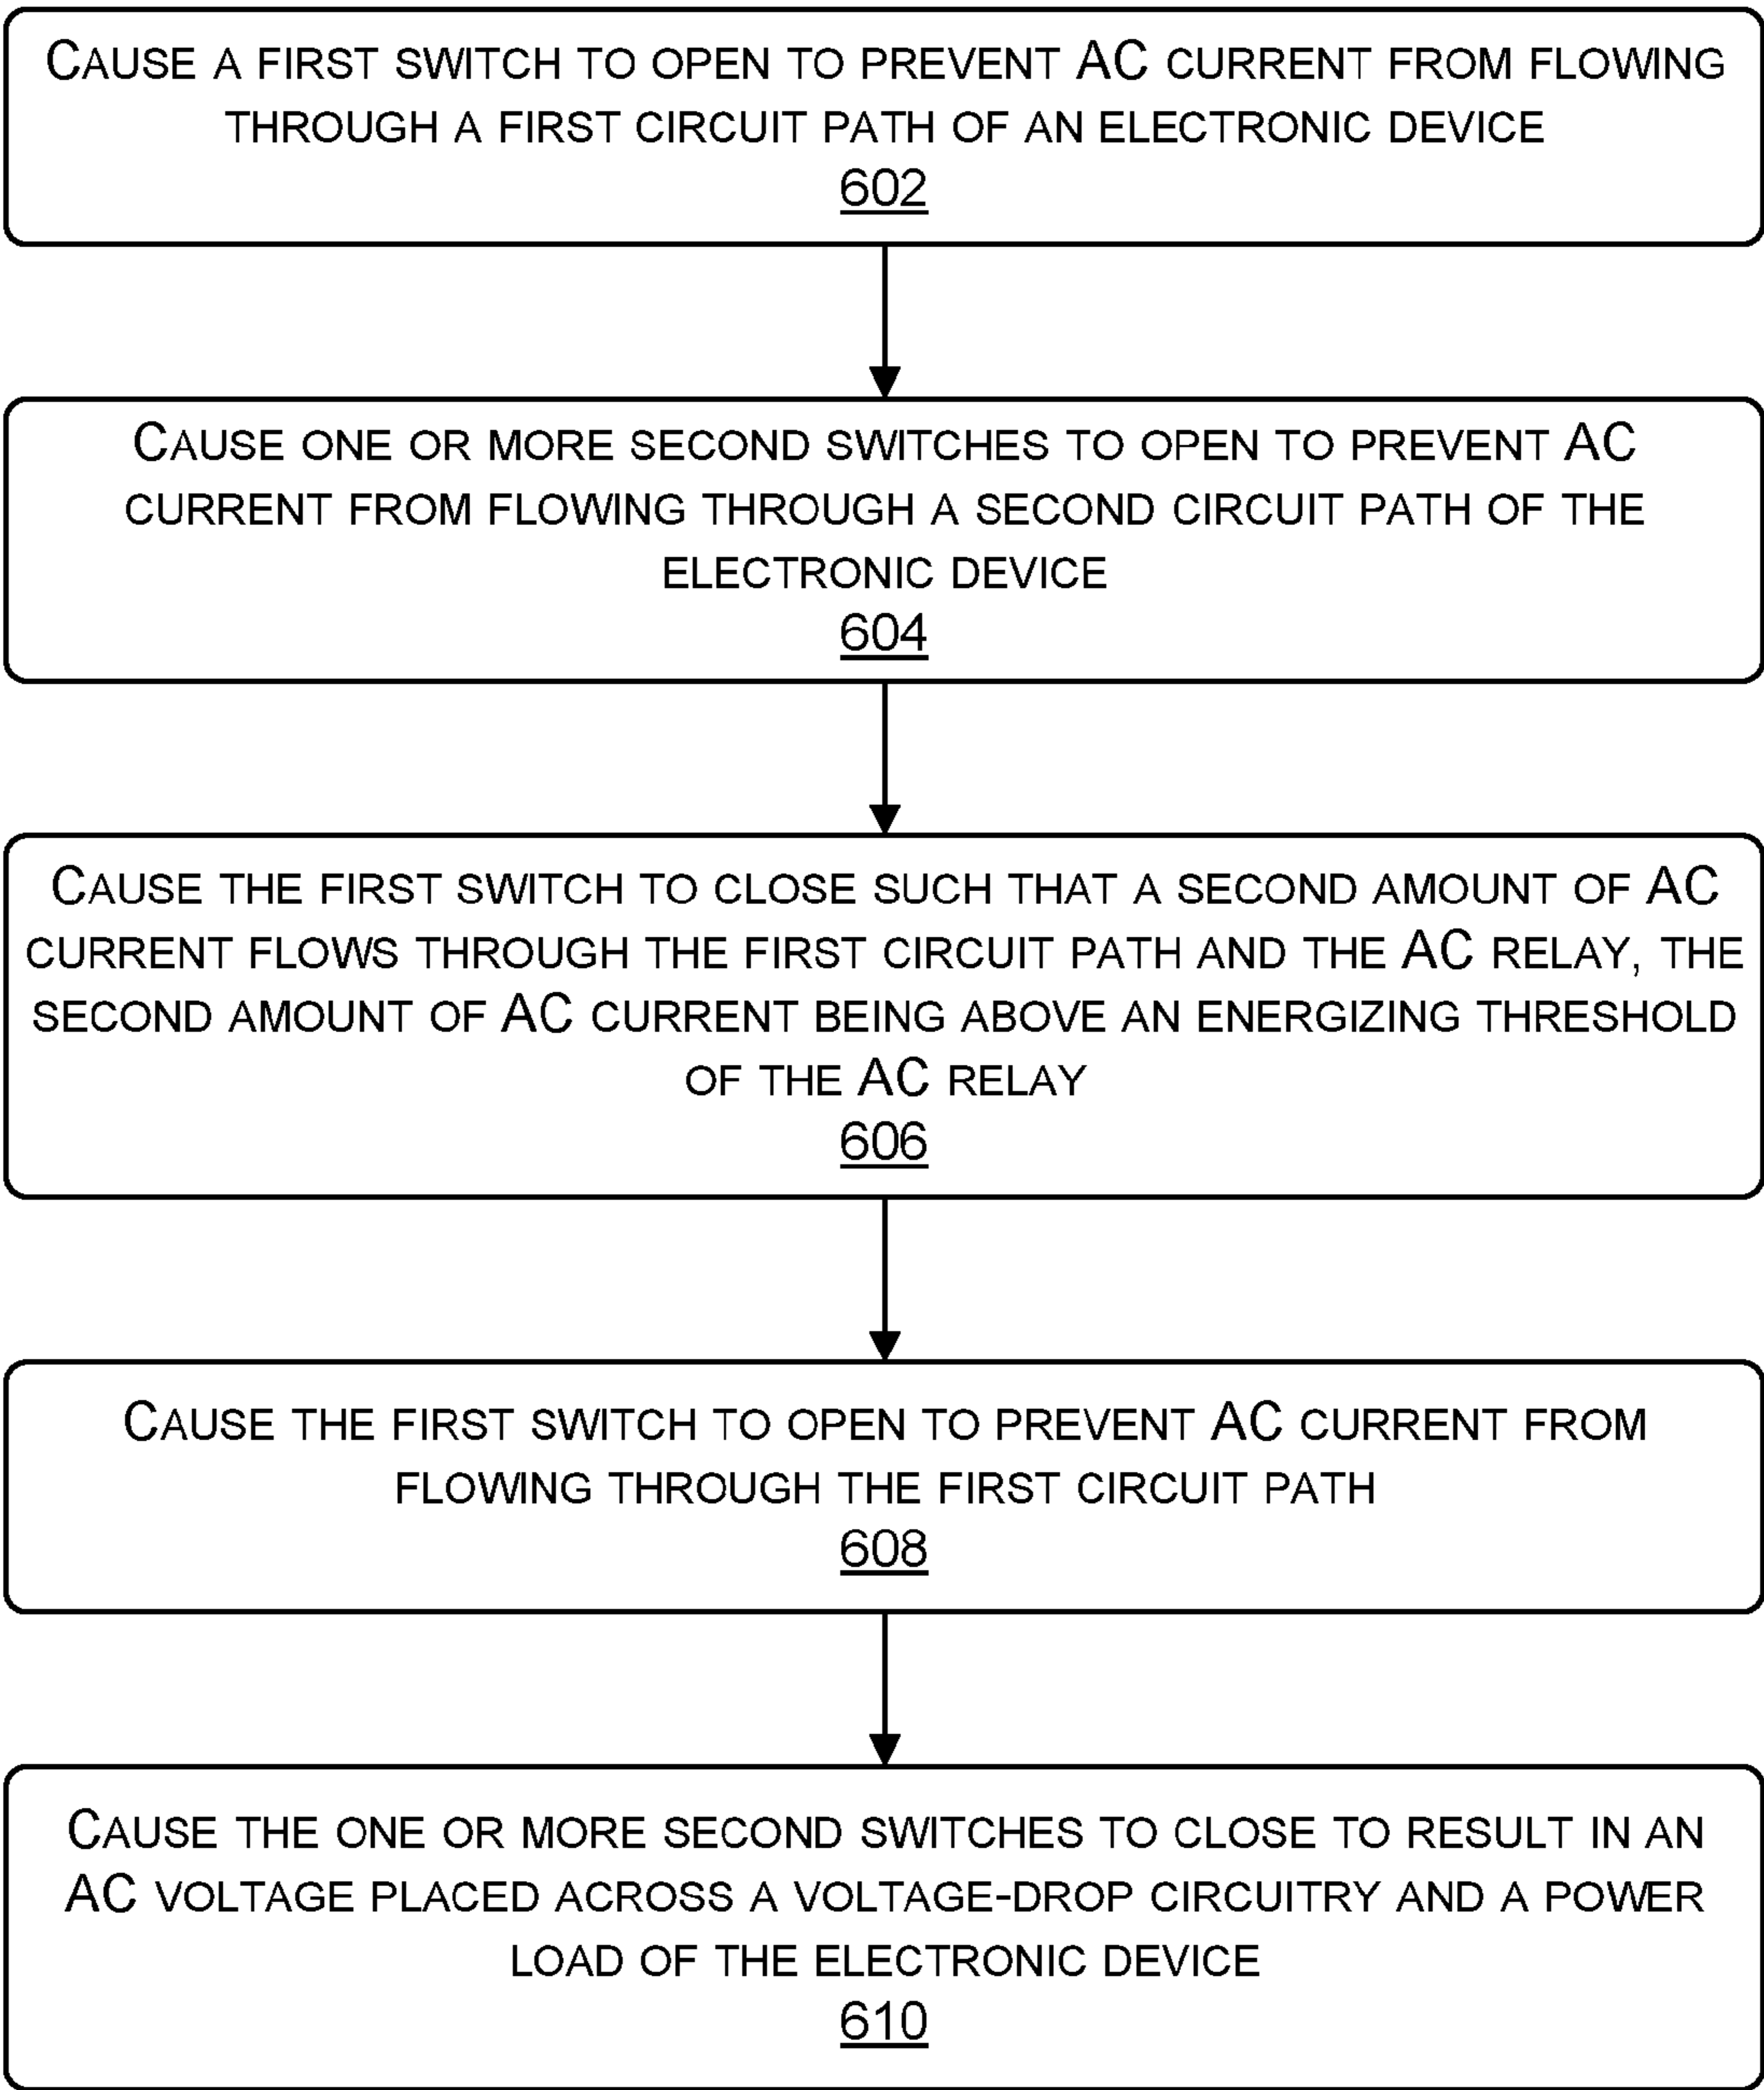 CAUSE A FIRST SWITCH TO OPEN TO PREVENT AC CURRENT FROM FLOWING
THROUGH A FIRST CIRCUIT PATH OF AN ELECTRONIC DEVICE
602
CAUSE ONE OR MORE SECOND SWITCHES TO OPEN TO PREVENT AC
CURRENT FROM FLOWING THROUGH A SECOND CIRCUIT PATH OF THE
ELECTRONIC DEVICE
604
CAUSE THE FIRST SWITCH TO CLOSE SUCH THAT A SECOND AMOUNT OF AC
CURRENT FLOWS THROUGH THE FIRST CIRCUIT PATH AND THE AC RELAY, THE
SECOND AMOUNT OF AC CURRENT BEING ABOVE AN ENERGIZING THRESHOLD
OF THE AC RELAY
606
CAUSE THE FIRST SWITCH TO OPEN TO PREVENT AC CURRENT FROM
FLOWING THROUGH THE FIRST CIRCUIT PATH
608
CAUSE THE ONE OR MORE SECOND SWITCHES TO CLOSE TO RESULT IN AN
AC VOLTAGE PLACED ACROSS A VOLTAGE-DROP CIRCUITRY AND A POWER
LOAD OF THE ELECTRONIC DEVICE
610